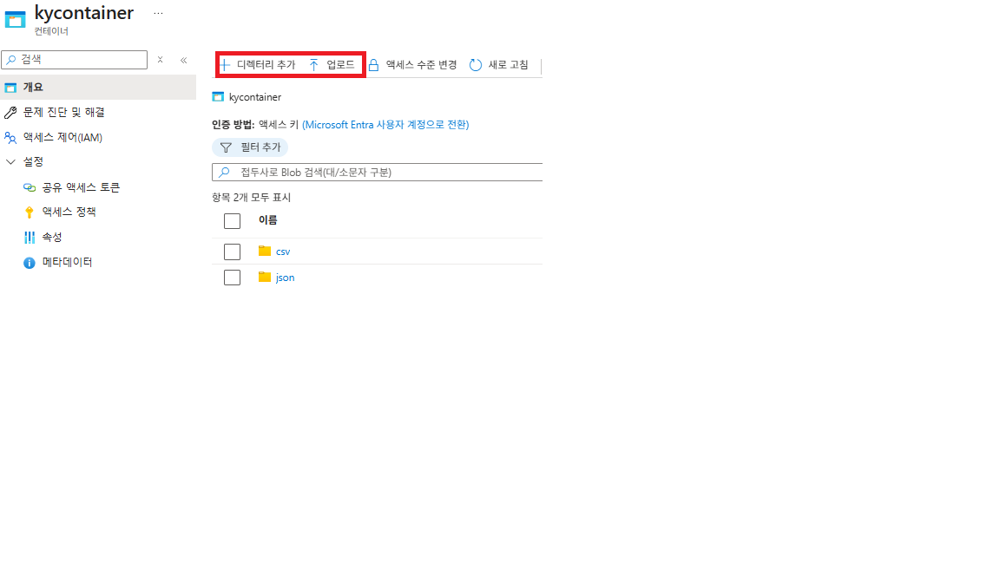 kycontainer ...
컨테이너
검색
개요
문제 진단 및 해결
액세스 제어(IAM)
설정
공유 액세스 토큰
액세스 정책
속성
메타데이터
디렉터리 추가 업로드 액세스 수준 변경 새로 고침
kycontainer
인증 방법: 액세스 키 (Microsoft Entra 사용자 계정으로 전환)
필터 추가
접두사로 Blob 검색(대/소문자 구분)
항목 2개 모두 표시
이름
csv
json